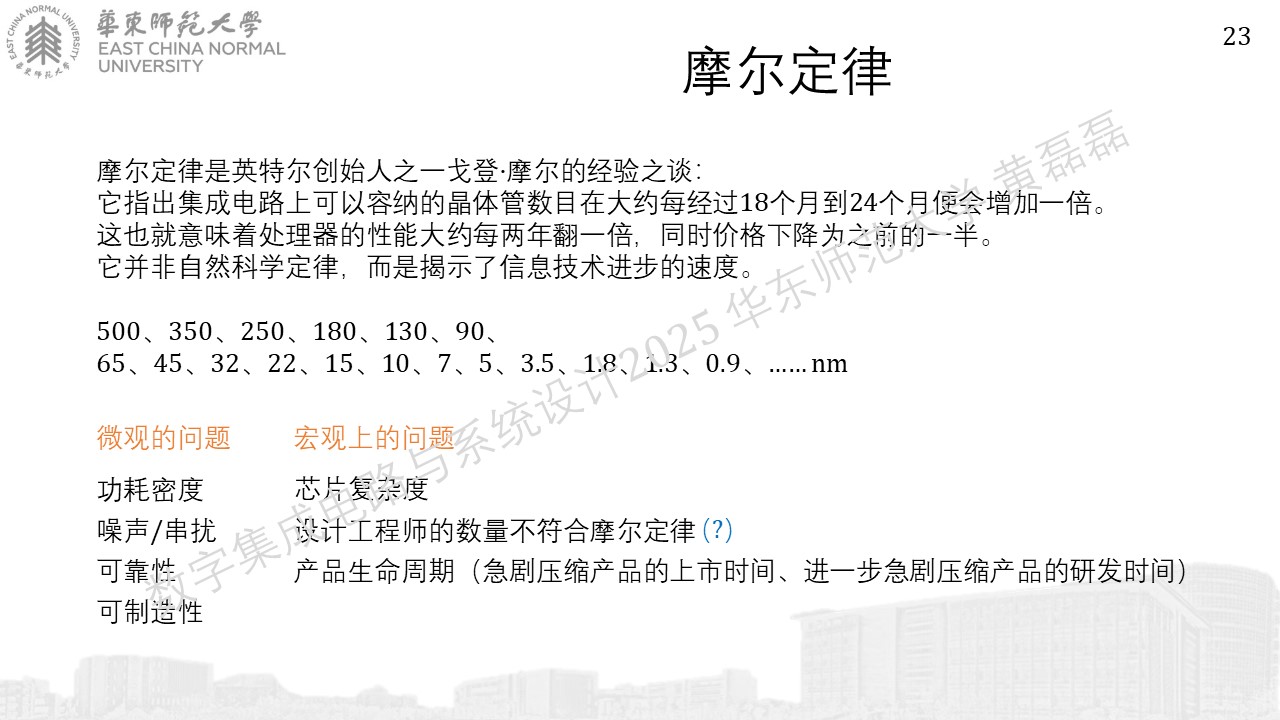 華東師範大學
EAST CHINA NORMAL
UNIVERSITY
EAST CHINA NORMAL UNIVERSITY
華東师范大学
23
摩尔定律
摩尔定律是英特尔创始人之一戈登·摩尔的经验之谈：
它指出集成电路上可以容纳的晶体管数目在大约每经过18个月到24个月便会增加一倍。
这也就意味着处理器的性能大约每两年翻一倍，同时价格下降为之前的一半。
它并非自然科学定律，而是揭示了信息技术进步的速度。
500、350、250、180、130、90、
65、45、32、22、15、10、7、5、3.5、1.8、1.3、0.9、……nm
微观的问题 宏观上的问题
功耗密度 芯片复杂度
噪声/串扰 设计工程师的数量不符合摩尔定律(?)
可靠性 产品生命周期（急剧压缩产品的上市时间、进一步急剧压缩产品的研发时间）
可制造性
数字集成电路与系统设计2025 华东师范大学 黄磊磊